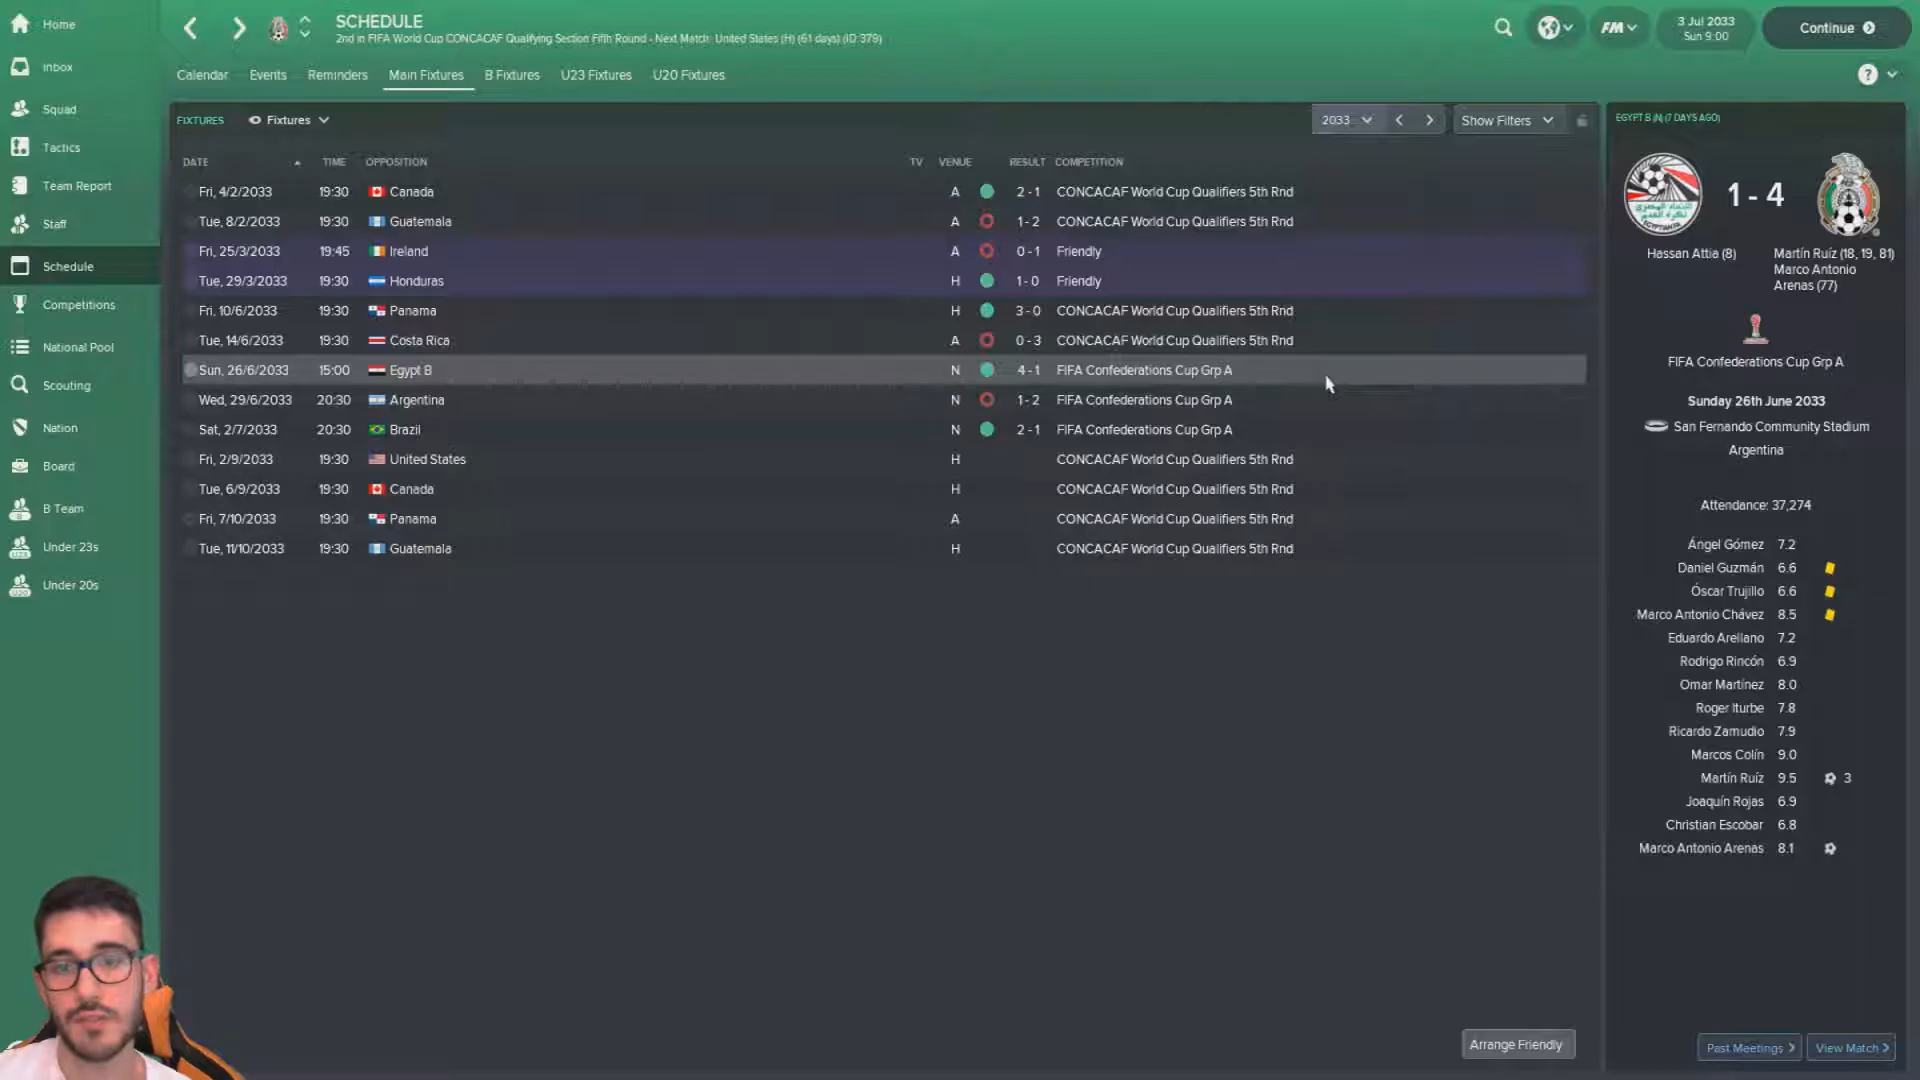 Home
Inbox
Squad
Tactics
Team Report
Staff
Schedule
Competitions
National Pool
Scouting
Nation
Board
B Team
Under 23s
Under 20s
SCHEDULE
2nd in FIFA World Cup CONCACAF Qualifying Section Fifth Round - Next Match: United States (H) (61 days) (ID:379)
FM
3 Jul 2033
Sun 9:00
Continue
Calendar Events Reminders Main Fixtures B Fixtures U23 Fixtures U20 Fixtures
?
FIXTURES Fixtures 2033 Show Filters
DATE TIME OPPOSITION TV VENUE RESULT COMPETITION
Fri, 4/2/2033 19:30 Canada A 2 - 1 CONCACAF World Cup Qualifiers 5th Rnd
Tue, 8/2/2033 19:30 Guatemala A 1 - 2 CONCACAF World Cup Qualifiers 5th Rnd
Fri, 25/3/2033 19:45 Ireland A 0 - 1 Friendly
Tue, 29/3/2033 19:30 Honduras H 1 - 0 Friendly
Fri, 10/6/2033 19:30 Panama H 3 - 0 CONCACAF World Cup Qualifiers 5th Rnd
Tue, 14/6/2033 19:30 Costa Rica A 0 - 3 CONCACAF World Cup Qualifiers 5th Rnd
Sun, 26/6/2033 15:00 Egypt B N 4 - 1 FIFA Confederations Cup Grp A
Wed, 29/6/2033 20:30 Argentina N 1 - 2 FIFA Confederations Cup Grp A
Sat, 2/7/2033 20:30 Brazil N 2 - 1 FIFA Confederations Cup Grp A
Fri, 2/9/2033 19:30 United States H CONCACAF World Cup Qualifiers 5th Rnd
Tue, 6/9/2033 19:30 Canada H CONCACAF World Cup Qualifiers 5th Rnd
Fri, 7/10/2033 19:30 Panama A CONCACAF World Cup Qualifiers 5th Rnd
Tue, 11/10/2033 19:30 Guatemala H CONCACAF World Cup Qualifiers 5th Rnd
Arrange Friendly
EGYPT B (N) (7 DAYS AGO)
1 - 4
Hassan Attia (8)
Martín Ruíz (18, 19, 81)
Marco Antonio
Arenas (77)
FIFA Confederations Cup Grp A
Sunday 26th June 2033
San Fernando Community Stadium
Argentina
Attendance: 37,274
Ángel Gómez 7.2
Daniel Guzmán 6.6
Óscar Trujillo 6.6
Marco Antonio Chávez 8.5
Eduardo Arellano 7.2
Rodrigo Rincón 6.9
Omar Martínez 8.0
Roger Iturbe 7.8
Ricardo Zamudio 7.9
Marcos Colín 9.0
Martín Ruíz 9.5 3
Joaquín Rojas 6.9
Christian Escobar 6.8
Marco Antonio Arenas 8.1
Past Meetings > View Match >